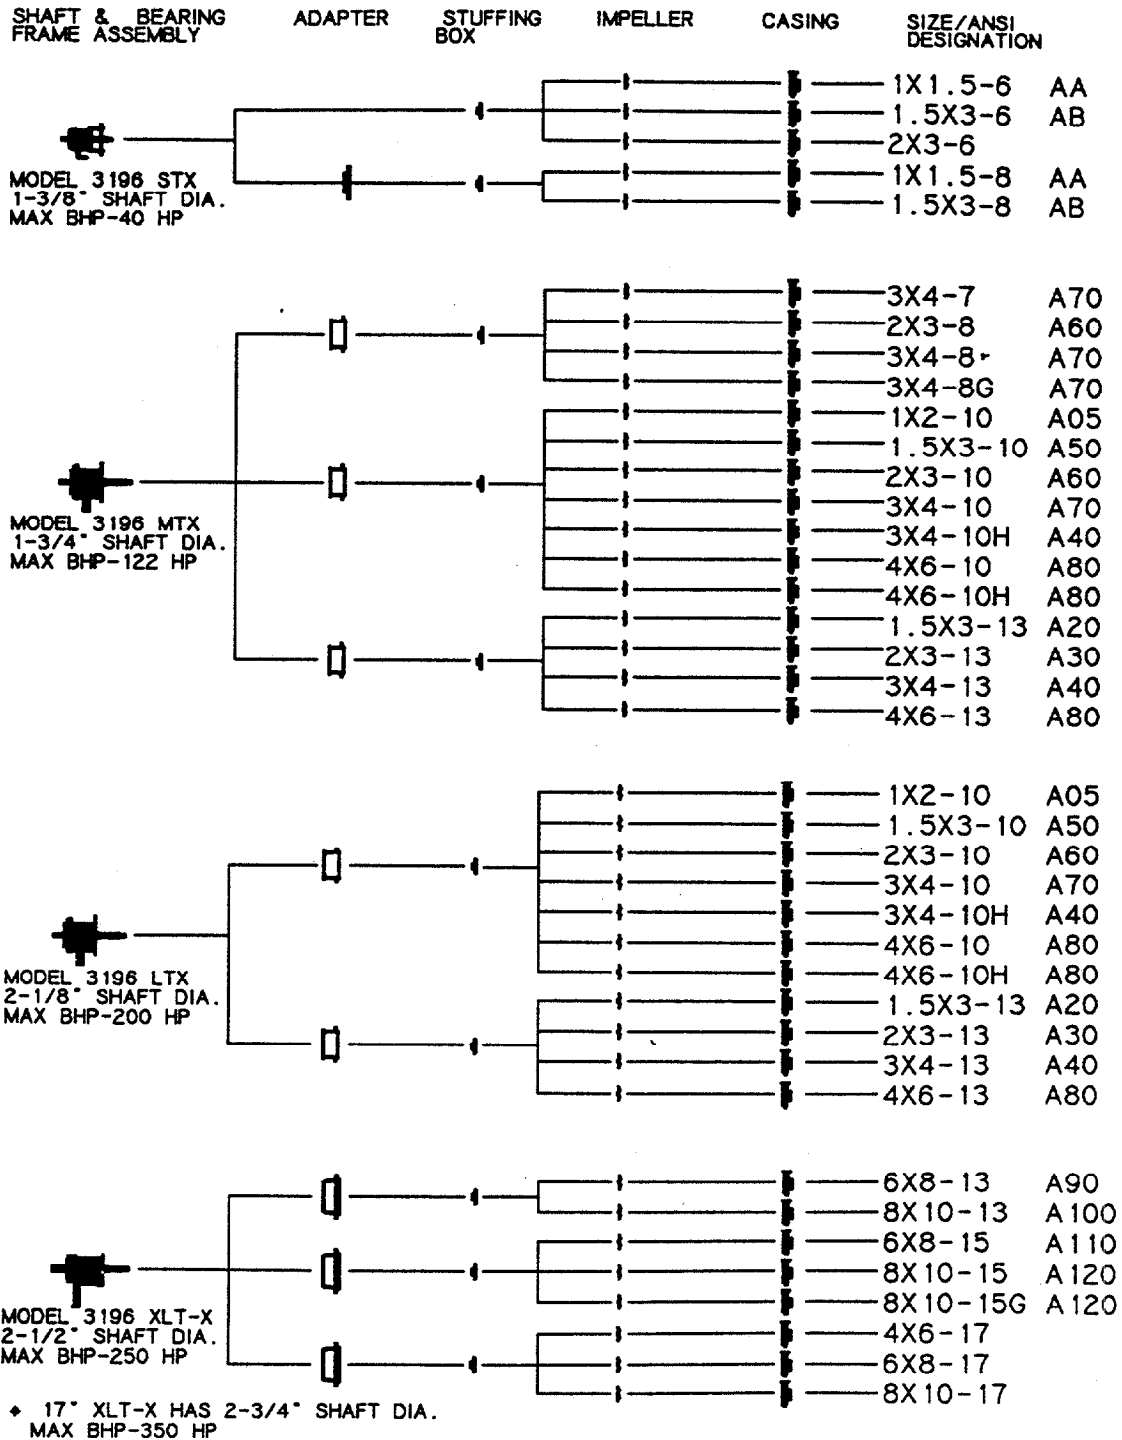 SHAFT & BEARING FRAME ASSEMBLY ADAPTER STUFFING BOX IMPELLER CASING SIZE/ANSI DESIGNATION
1X1.5-6 AA
1.5X3-6 AB
2X3-6
1X1.5-8 AA
1.5X3-8 AB
MODEL 3196 STX
1-3/8" SHAFT DIA.
MAX BHP-40 HP
3X4-7 A70
2X3-8 A60
3X4-8 A70
3X4-8G A70
1X2-10 A05
1.5X3-10 A50
2X3-10 A60
3X4-10 A70
3X4-10H A40
4X6-10 A80
4X6-10H A80
1.5X3-13 A20
2X3-13 A30
3X4-13 A40
4X6-13 A80
MODEL 3196 MTX
1-3/4" SHAFT DIA.
MAX BHP-122 HP
1X2-10 A05
1.5X3-10 A50
2X3-10 A60
3X4-10 A70
3X4-10H A40
4X6-10 A80
4X6-10H A80
1.5X3-13 A20
2X3-13 A30
3X4-13 A40
4X6-13 A80
MODEL 3196 LTX
2-1/8" SHAFT DIA.
MAX BHP-200 HP
6X8-13 A90
8X10-13 A100
6X8-15 A110
8X10-15 A120
8X10-15G A120
4X6-17
6X8-17
8X10-17
MODEL 3196 XLT-X
2-1/2" SHAFT DIA.
MAX BHP-250 HP
♦ 17" XLT-X HAS 2-3/4" SHAFT DIA.
MAX BHP-350 HP